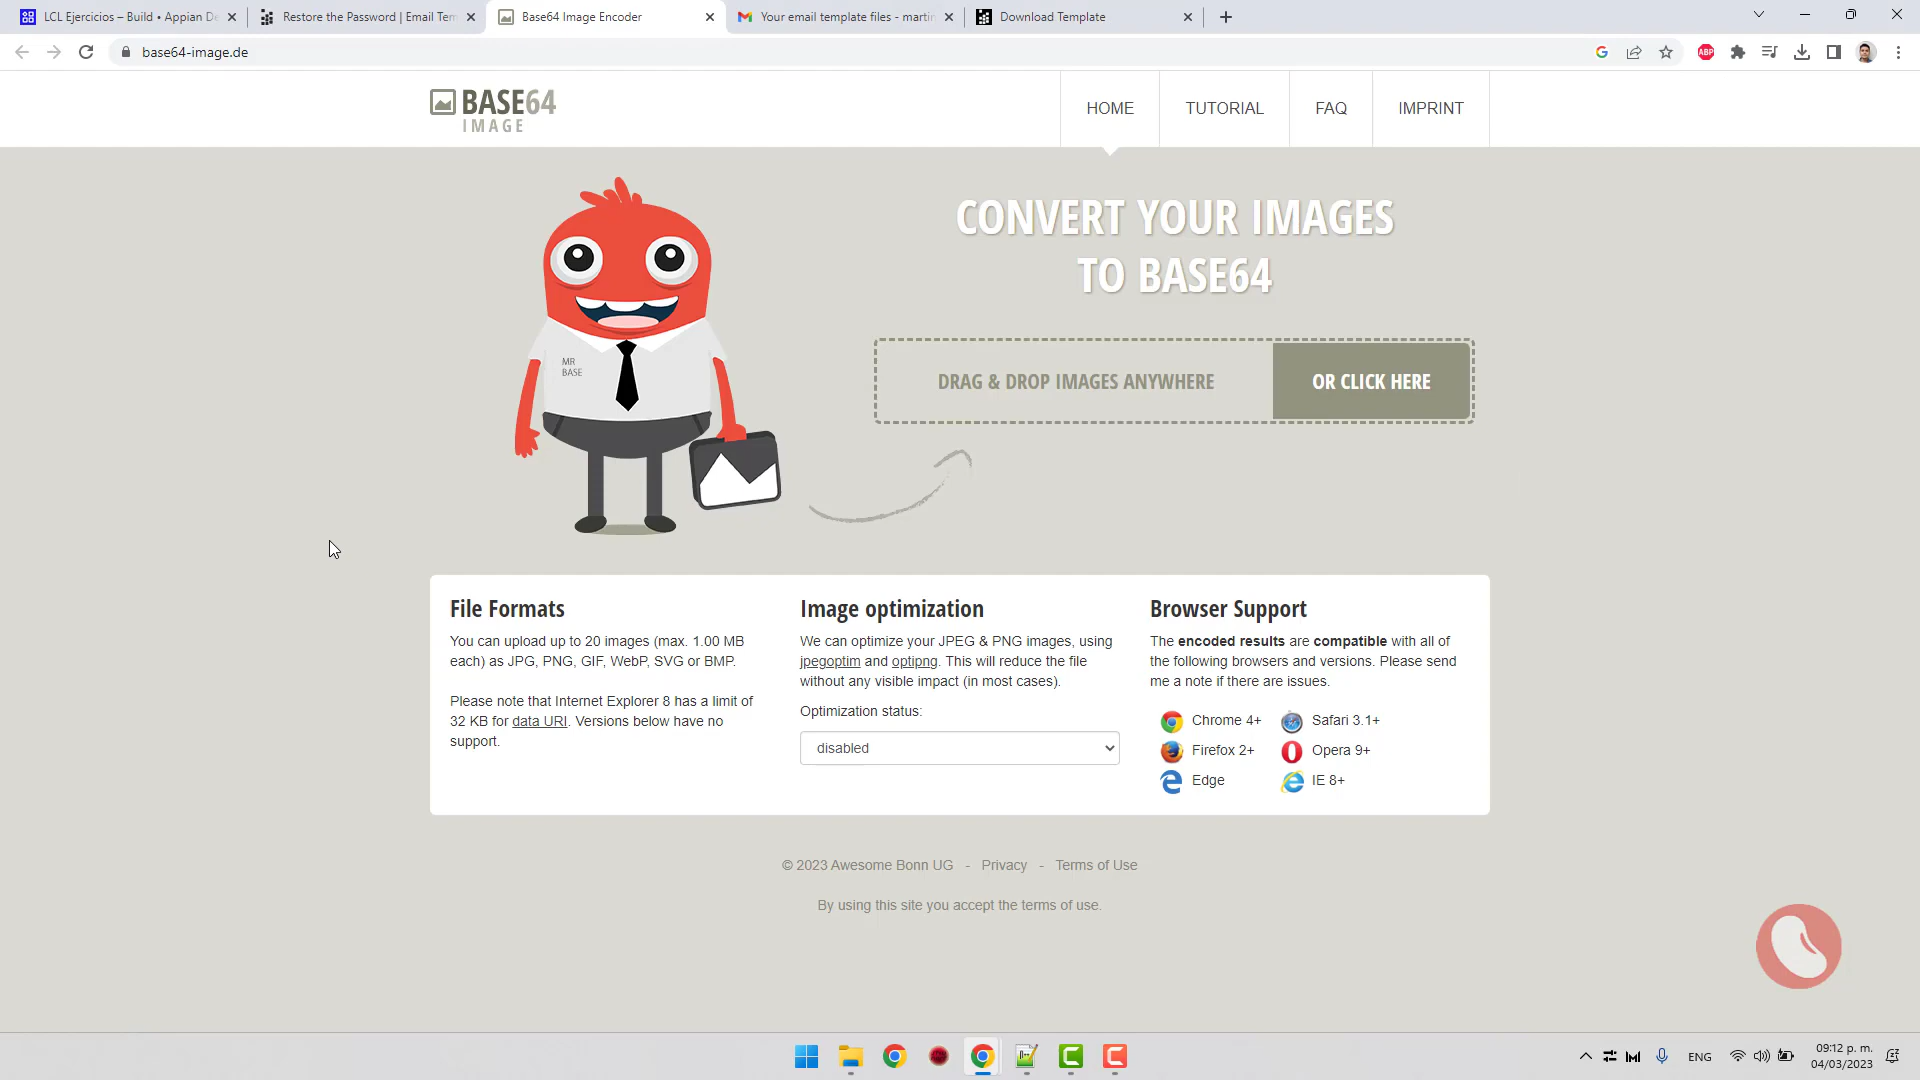 LCL Ejercicios – Build • Appian De
Restore the Password | Email Tem
Base64 Image Encoder
Your email template files - martin
Download Template
base64-image.de
ABP
BASE64
IMAGE
HOME
TUTORIAL
FAQ
IMPRINT
CONVERT YOUR IMAGES
TO BASE64
MR
BASE
DRAG & DROP IMAGES ANYWHERE
OR CLICK HERE
File Formats
You can upload up to 20 images (max. 1.00 MB
each) as JPG, PNG, GIF, WebP, SVG or BMP.
Please note that Internet Explorer 8 has a limit of
32 KB for data URI. Versions below have no
support.
Image optimization
We can optimize your JPEG & PNG images, using
jpegoptim and optipng. This will reduce the file
without any visible impact (in most cases).
Optimization status:
disabled
Browser Support
The encoded results are compatible with all of
the following browsers and versions. Please send
me a note if there are issues.
Chrome 4+
Safari 3.1+
Firefox 2+
Opera 9+
Edge
IE 8+
© 2023 Awesome Bonn UG - Privacy - Terms of Use
By using this site you accept the terms of use.
ENG
09:12 p. m.
04/03/2023